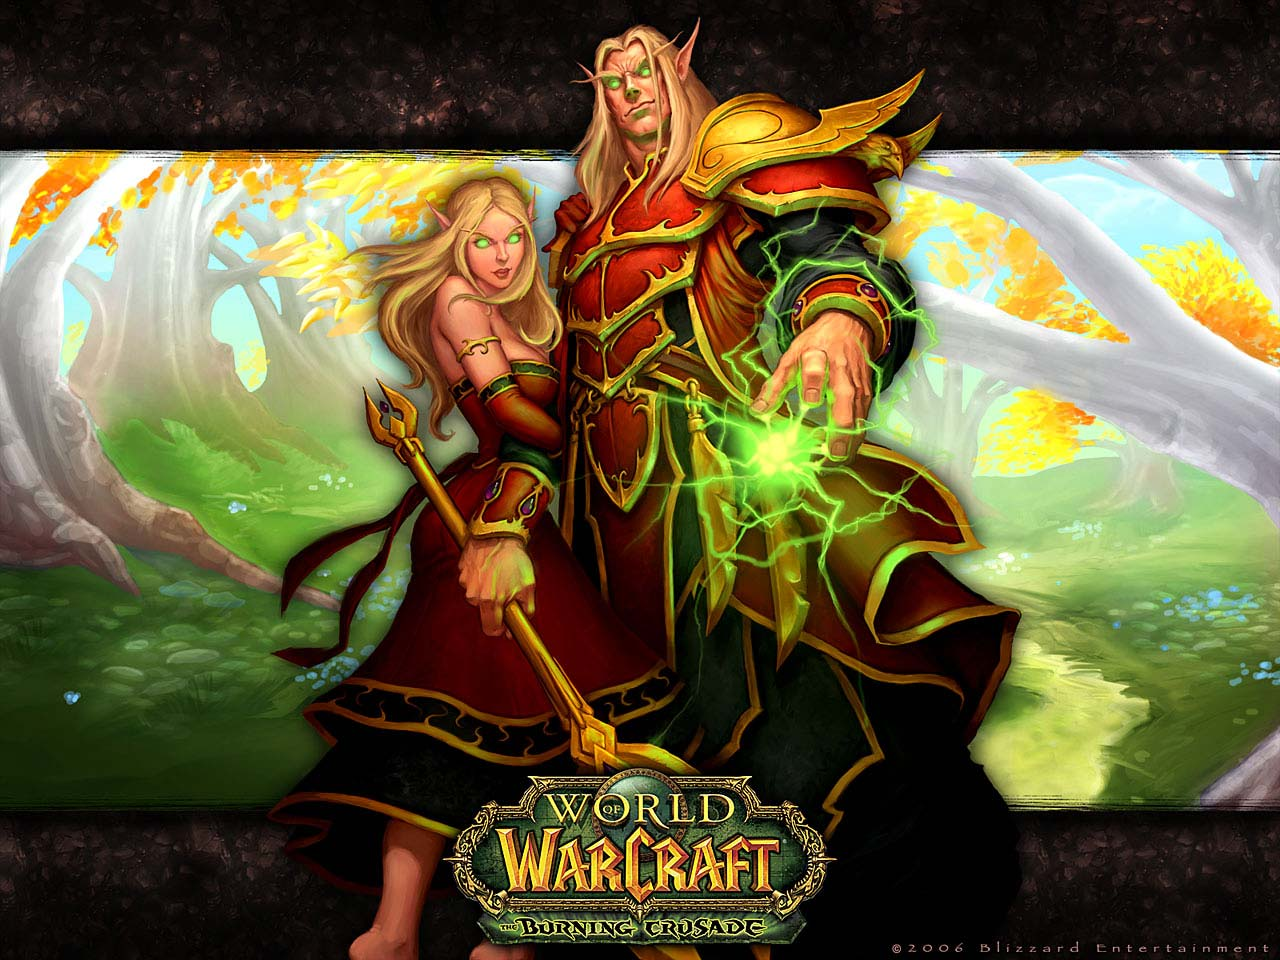 WORLD
OF
WARCRAFT
THE BURNING CRUSADE
©2006 Blizzard Entertainment